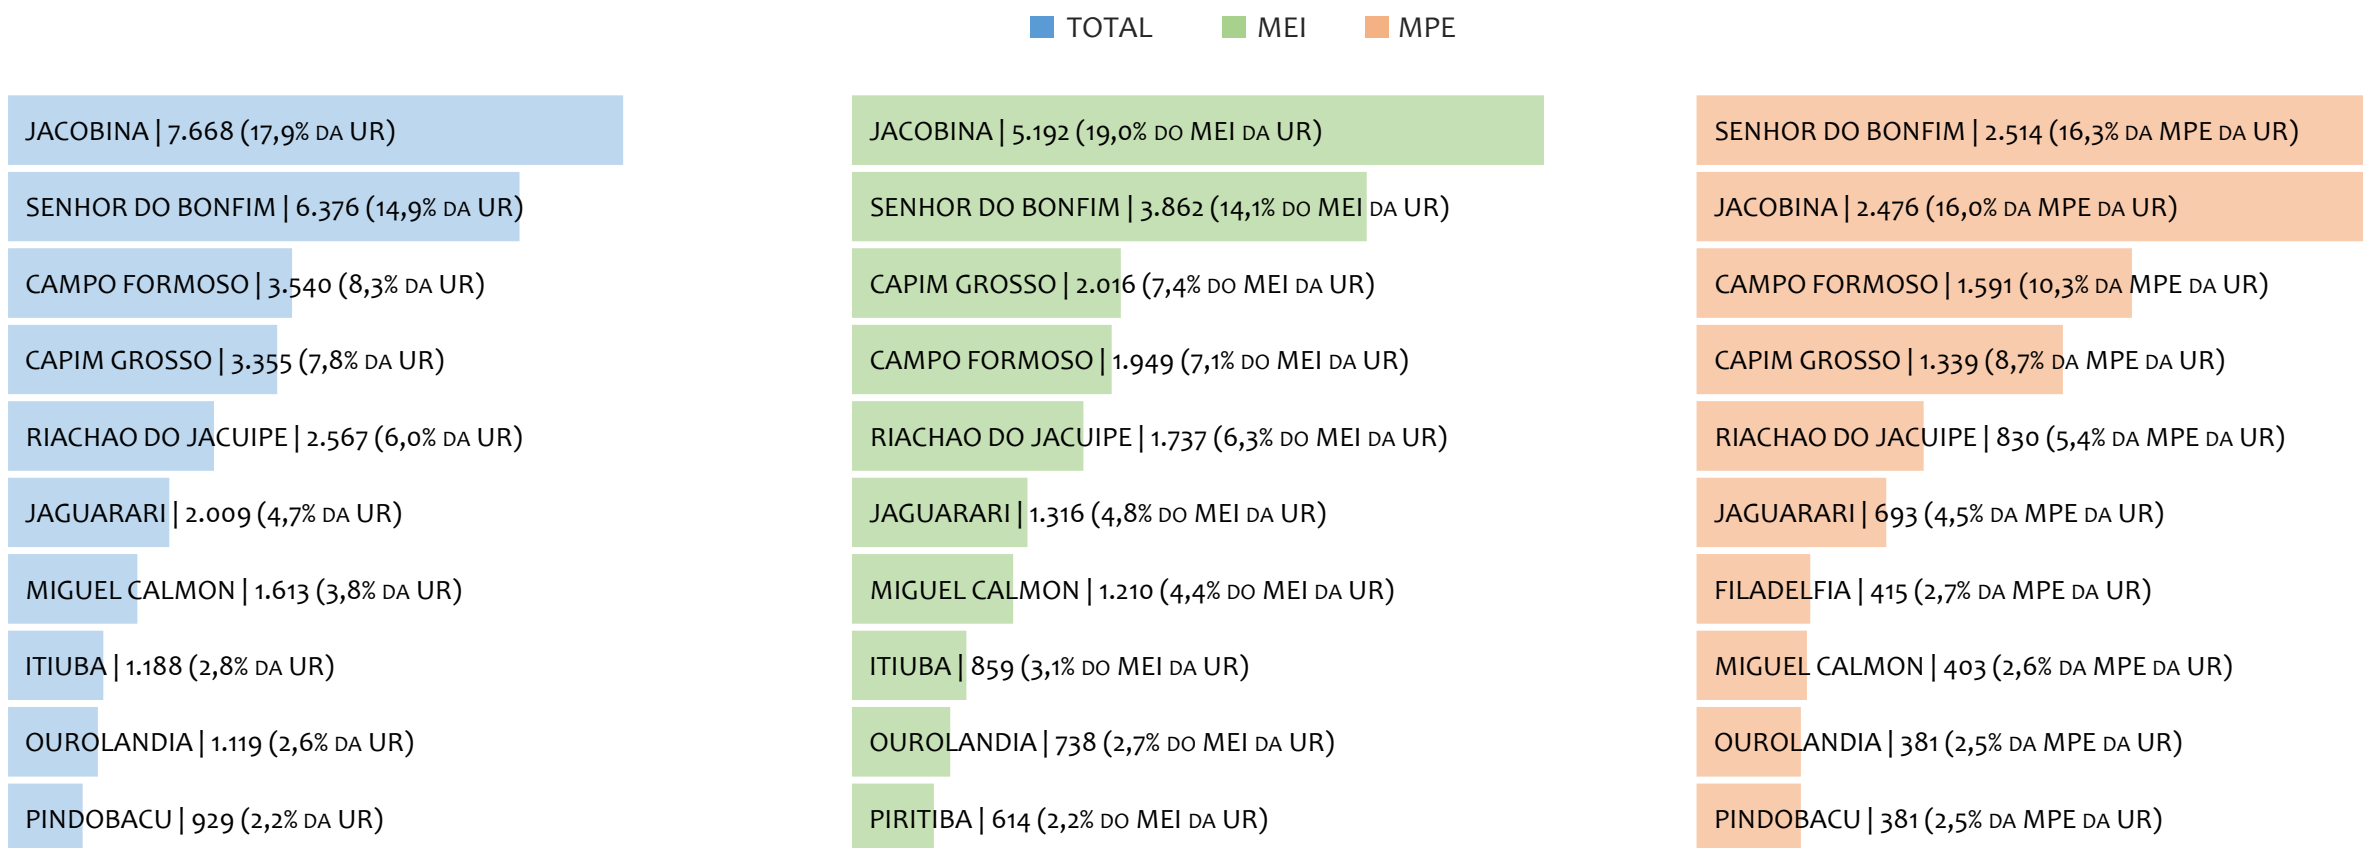 TOTAL MEI MPE
JACOBINA | 7.668 (17,9% DA UR)
SENHOR DO BONFIM | 6.376 (14,9% DA UR)
CAMPO FORMOSO | 3.540 (8,3% DA UR)
CAPIM GROSSO | 3.355 (7,8% DA UR)
RIACHAO DO JACUIPE | 2.567 (6,0% DA UR)
JAGUARARI | 2.009 (4,7% DA UR)
MIGUEL CALMON | 1.613 (3,8% DA UR)
ITIUBA | 1.188 (2,8% DA UR)
OUROLANDIA | 1.119 (2,6% DA UR)
PINDOBACU | 929 (2,2% DA UR)
JACOBINA | 5.192 (19,0% DO MEI DA UR)
SENHOR DO BONFIM | 3.862 (14,1% DO MEI DA UR)
CAPIM GROSSO | 2.016 (7,4% DO MEI DA UR)
CAMPO FORMOSO | 1.949 (7,1% DO MEI DA UR)
RIACHAO DO JACUIPE | 1.737 (6,3% DO MEI DA UR)
JAGUARARI | 1.316 (4,8% DO MEI DA UR)
MIGUEL CALMON | 1.210 (4,4% DO MEI DA UR)
ITIUBA | 859 (3,1% DO MEI DA UR)
OUROLANDIA | 738 (2,7% DO MEI DA UR)
PIRITIBA | 614 (2,2% DO MEI DA UR)
SENHOR DO BONFIM | 2.514 (16,3% DA MPE DA UR)
JACOBINA | 2.476 (16,0% DA MPE DA UR)
CAMPO FORMOSO | 1.591 (10,3% DA MPE DA UR)
CAPIM GROSSO | 1.339 (8,7% DA MPE DA UR)
RIACHAO DO JACUIPE | 830 (5,4% DA MPE DA UR)
JAGUARARI | 693 (4,5% DA MPE DA UR)
FILADELFIA | 415 (2,7% DA MPE DA UR)
MIGUEL CALMON | 403 (2,6% DA MPE DA UR)
OUROLANDIA | 381 (2,5% DA MPE DA UR)
PINDOBACU | 381 (2,5% DA MPE DA UR)